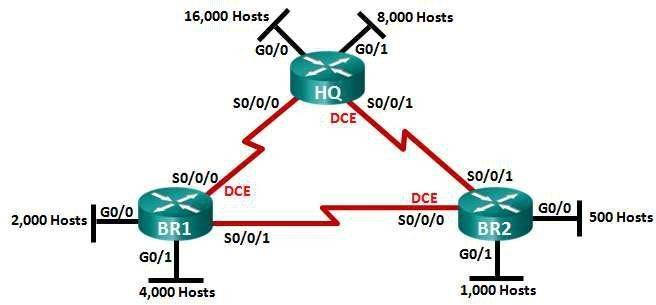 16,000 Hosts
8,000 Hosts
G0/0
G0/1
HQ
S0/0/0
S0/0/1
DCE
S0/0/0
DCE
S0/0/1
DCE
2,000 Hosts
G0/0
BR1
S0/0/1
S0/0/0
BR2
G0/0
500 Hosts
G0/1
G0/1
4,000 Hosts
1,000 Hosts